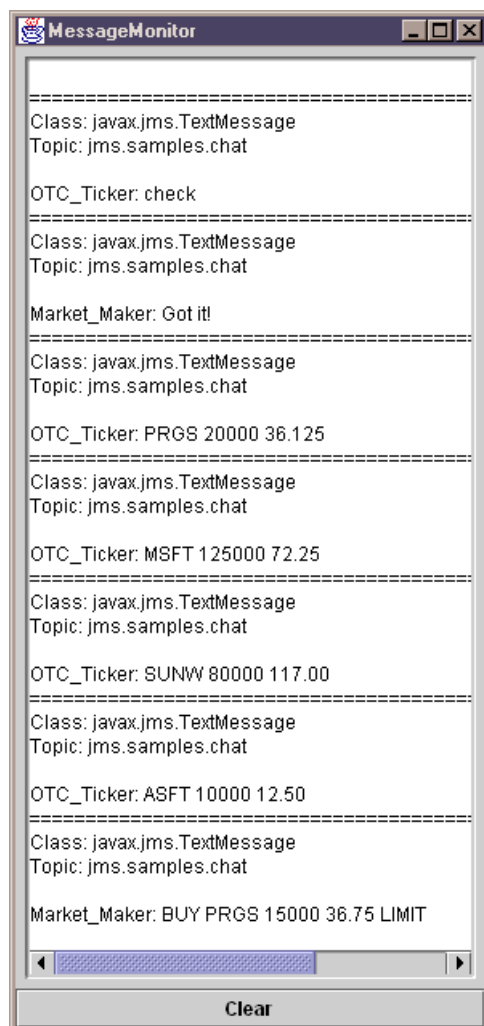 MessageMonitor
========================================
Class: javax.jms.TextMessage
Topic: jms.samples.chat
OTC_Ticker: check
========================================
Class: javax.jms.TextMessage
Topic: jms.samples.chat
Market_Maker: Got it!
========================================
Class: javax.jms.TextMessage
Topic: jms.samples.chat
OTC_Ticker: PRGS 20000 36.125
========================================
Class: javax.jms.TextMessage
Topic: jms.samples.chat
OTC_Ticker: MSFT 125000 72.25
========================================
Class: javax.jms.TextMessage
Topic: jms.samples.chat
OTC_Ticker: SUNW 80000 117.00
========================================
Class: javax.jms.TextMessage
Topic: jms.samples.chat
OTC_Ticker: ASFT 10000 12.50
========================================
Class: javax.jms.TextMessage
Topic: jms.samples.chat
Market_Maker: BUY PRGS 15000 36.75 LIMIT
Clear